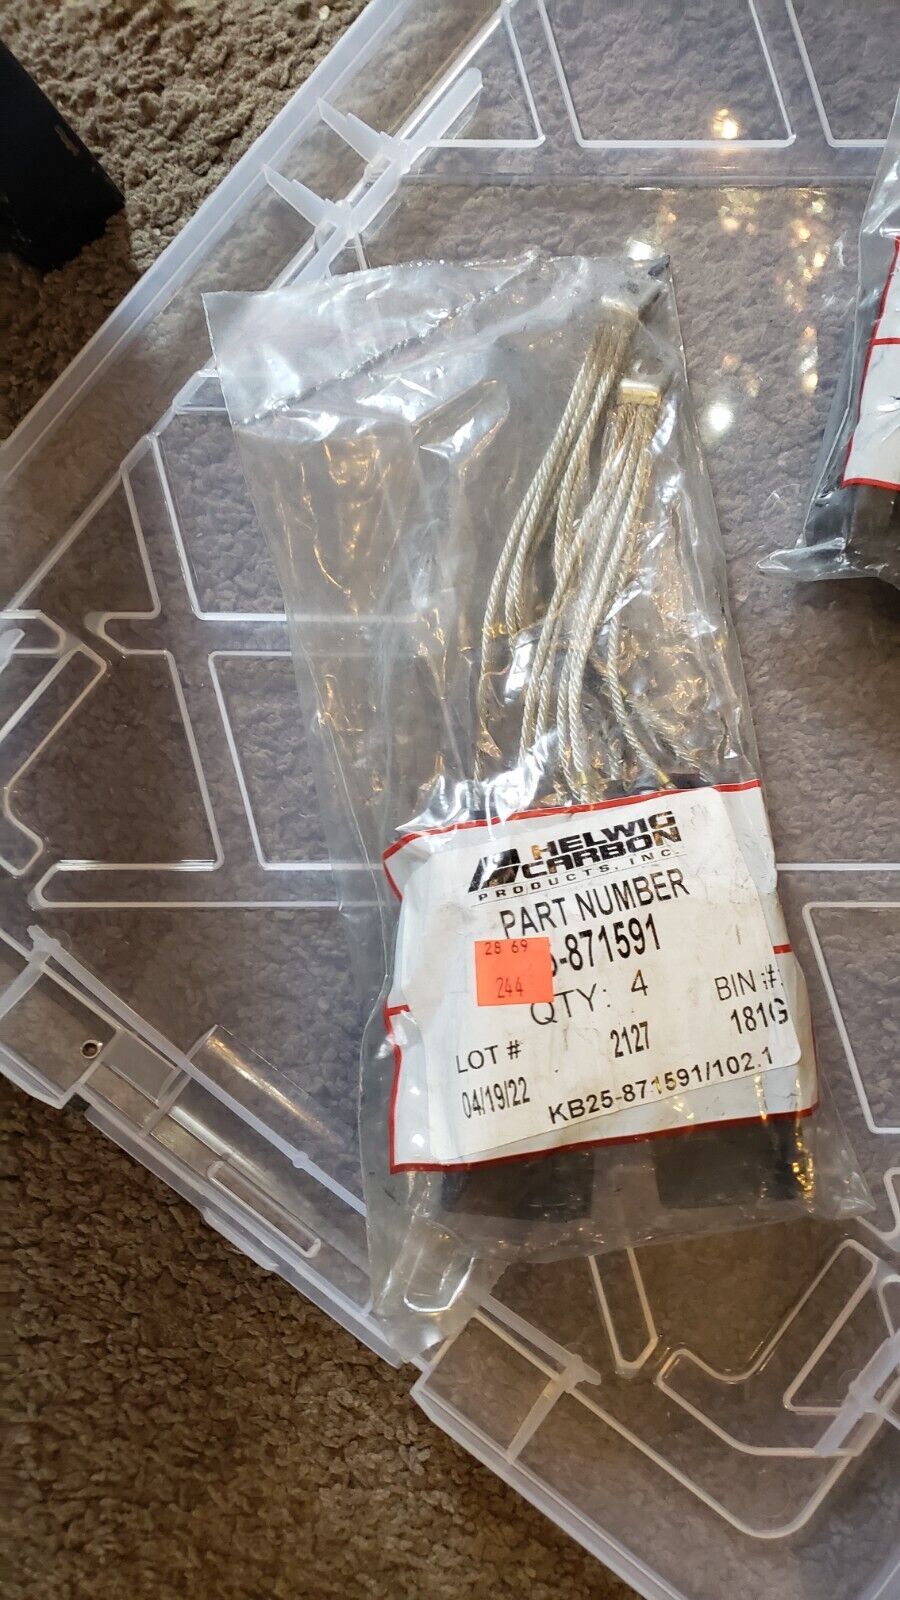 HELWIG
CARBON
PRODUCTS, INC.
PART NUMBER
-871591
28 69
244
QTY: 4
BIN #:
LOT #
2127
181G
04/19/22
KB25-871591/102.1